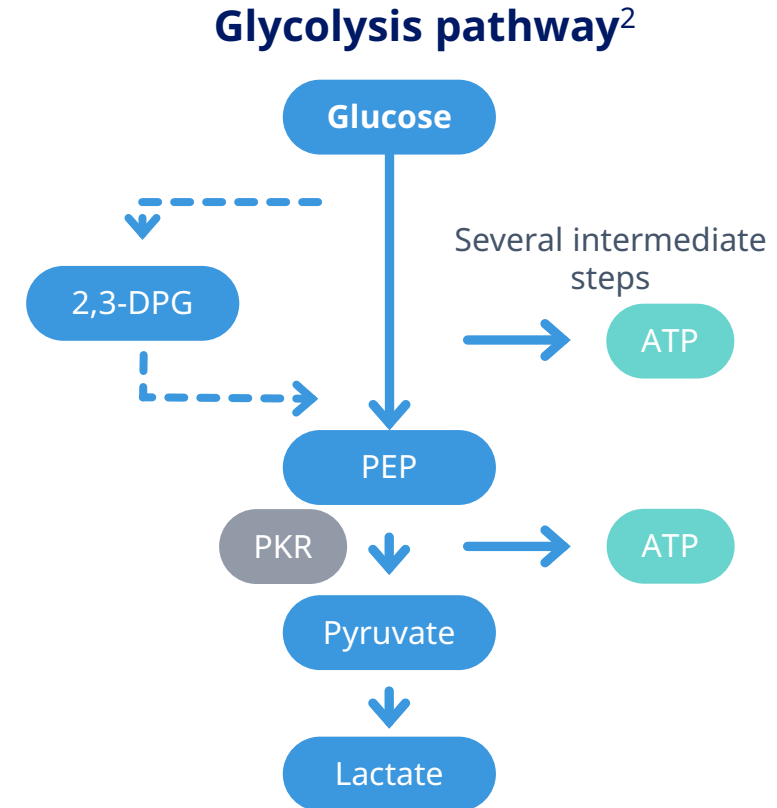 Glycolysis pathway²
Glucose
Several intermediate
steps
2,3-DPG
ATP
PEP
PKR
ATP
Pyruvate
Lactate